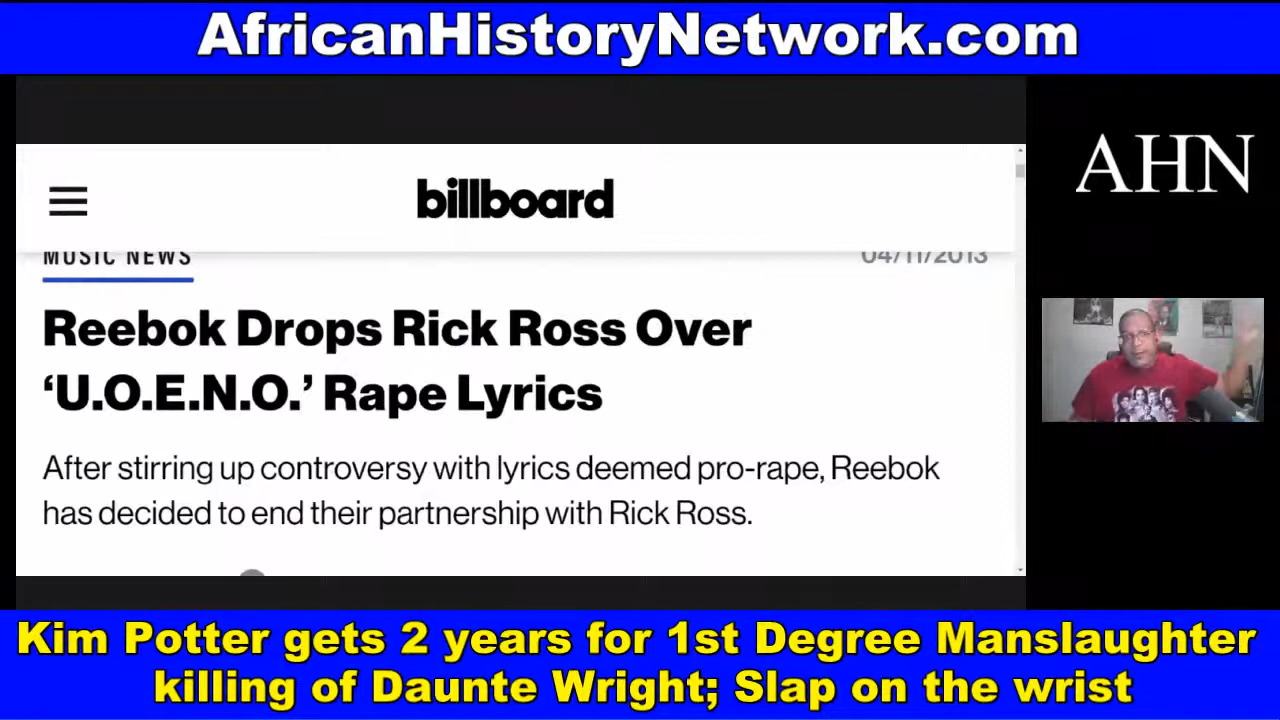 AfricanHistoryNetwork.com
AHN
billboard
MUSIC NEWS
04/11/2013
Reebok Drops Rick Ross Over
‘U.O.E.N.O.’ Rape Lyrics
After stirring up controversy with lyrics deemed pro-rape, Reebok
has decided to end their partnership with Rick Ross.
Kim Potter gets 2 years for 1st Degree Manslaughter
killing of Daunte Wright; Slap on the wrist